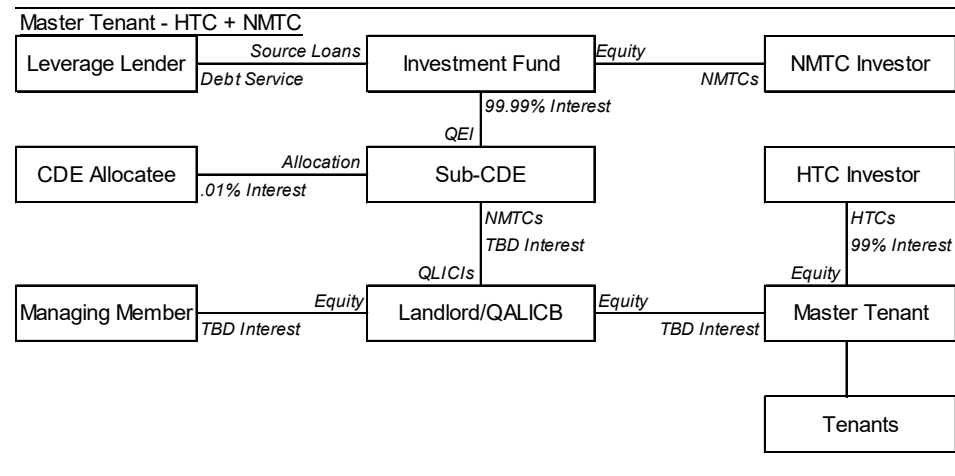 Master Tenant - HTC + NMTC
Leverage Lender
Source Loans
Debt Service
Investment Fund
Equity
NMTCs
NMTC Investor
99.99% Interest
QEI
CDE Allocatee
Allocation
.01% Interest
Sub-CDE
HTC Investor
NMTCs
TBD Interest
QLICIs
HTCs
99% Interest
Equity
Managing Member
Equity
TBD Interest
Landlord/QALICB
Equity
TBD Interest
Master Tenant
Tenants